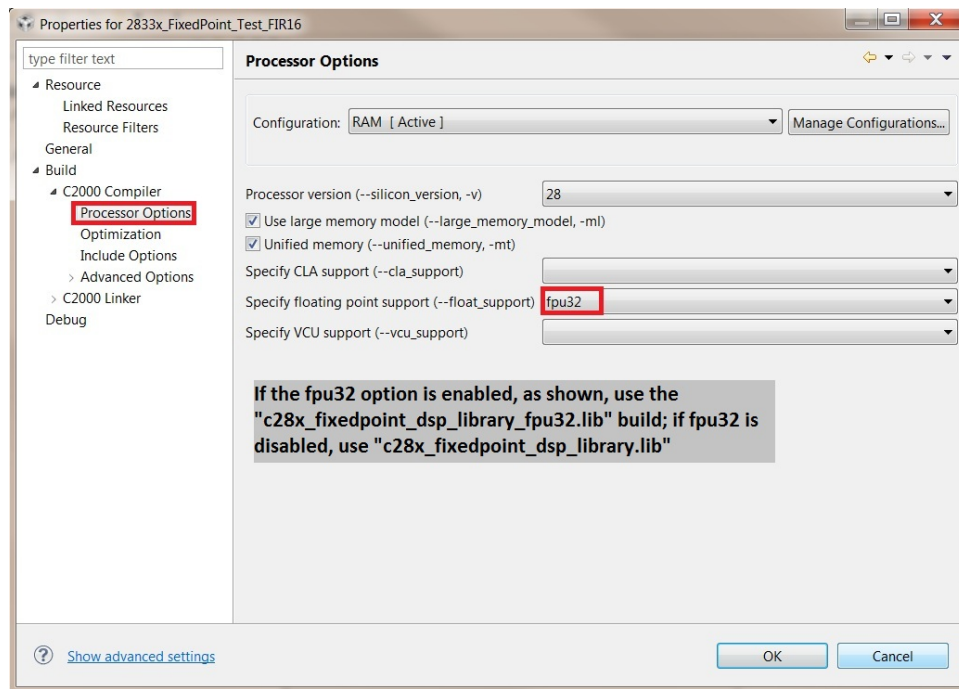 Properties for 2833x_FixedPoint_Test_FIR16
type filter text
Resource
Linked Resources
Resource Filters
General
Build
C2000 Compiler
Processor Options
Optimization
Include Options
Advanced Options
C2000 Linker
Debug
Processor Options
Configuration: RAM [ Active ] Manage Configurations...
Processor version (--silicon_version, -v) 28
Use large memory model (--large_memory_model, -ml)
Unified memory (--unified_memory, -mt)
Specify CLA support (--cla_support)
Specify floating point support (--float_support) fpu32
Specify VCU support (--vcu_support)
If the fpu32 option is enabled, as shown, use the
"c28x_fixedpoint_dsp_library_fpu32.lib" build; if fpu32 is
disabled, use "c28x_fixedpoint_dsp_library.lib"
Show advanced settings
OK Cancel